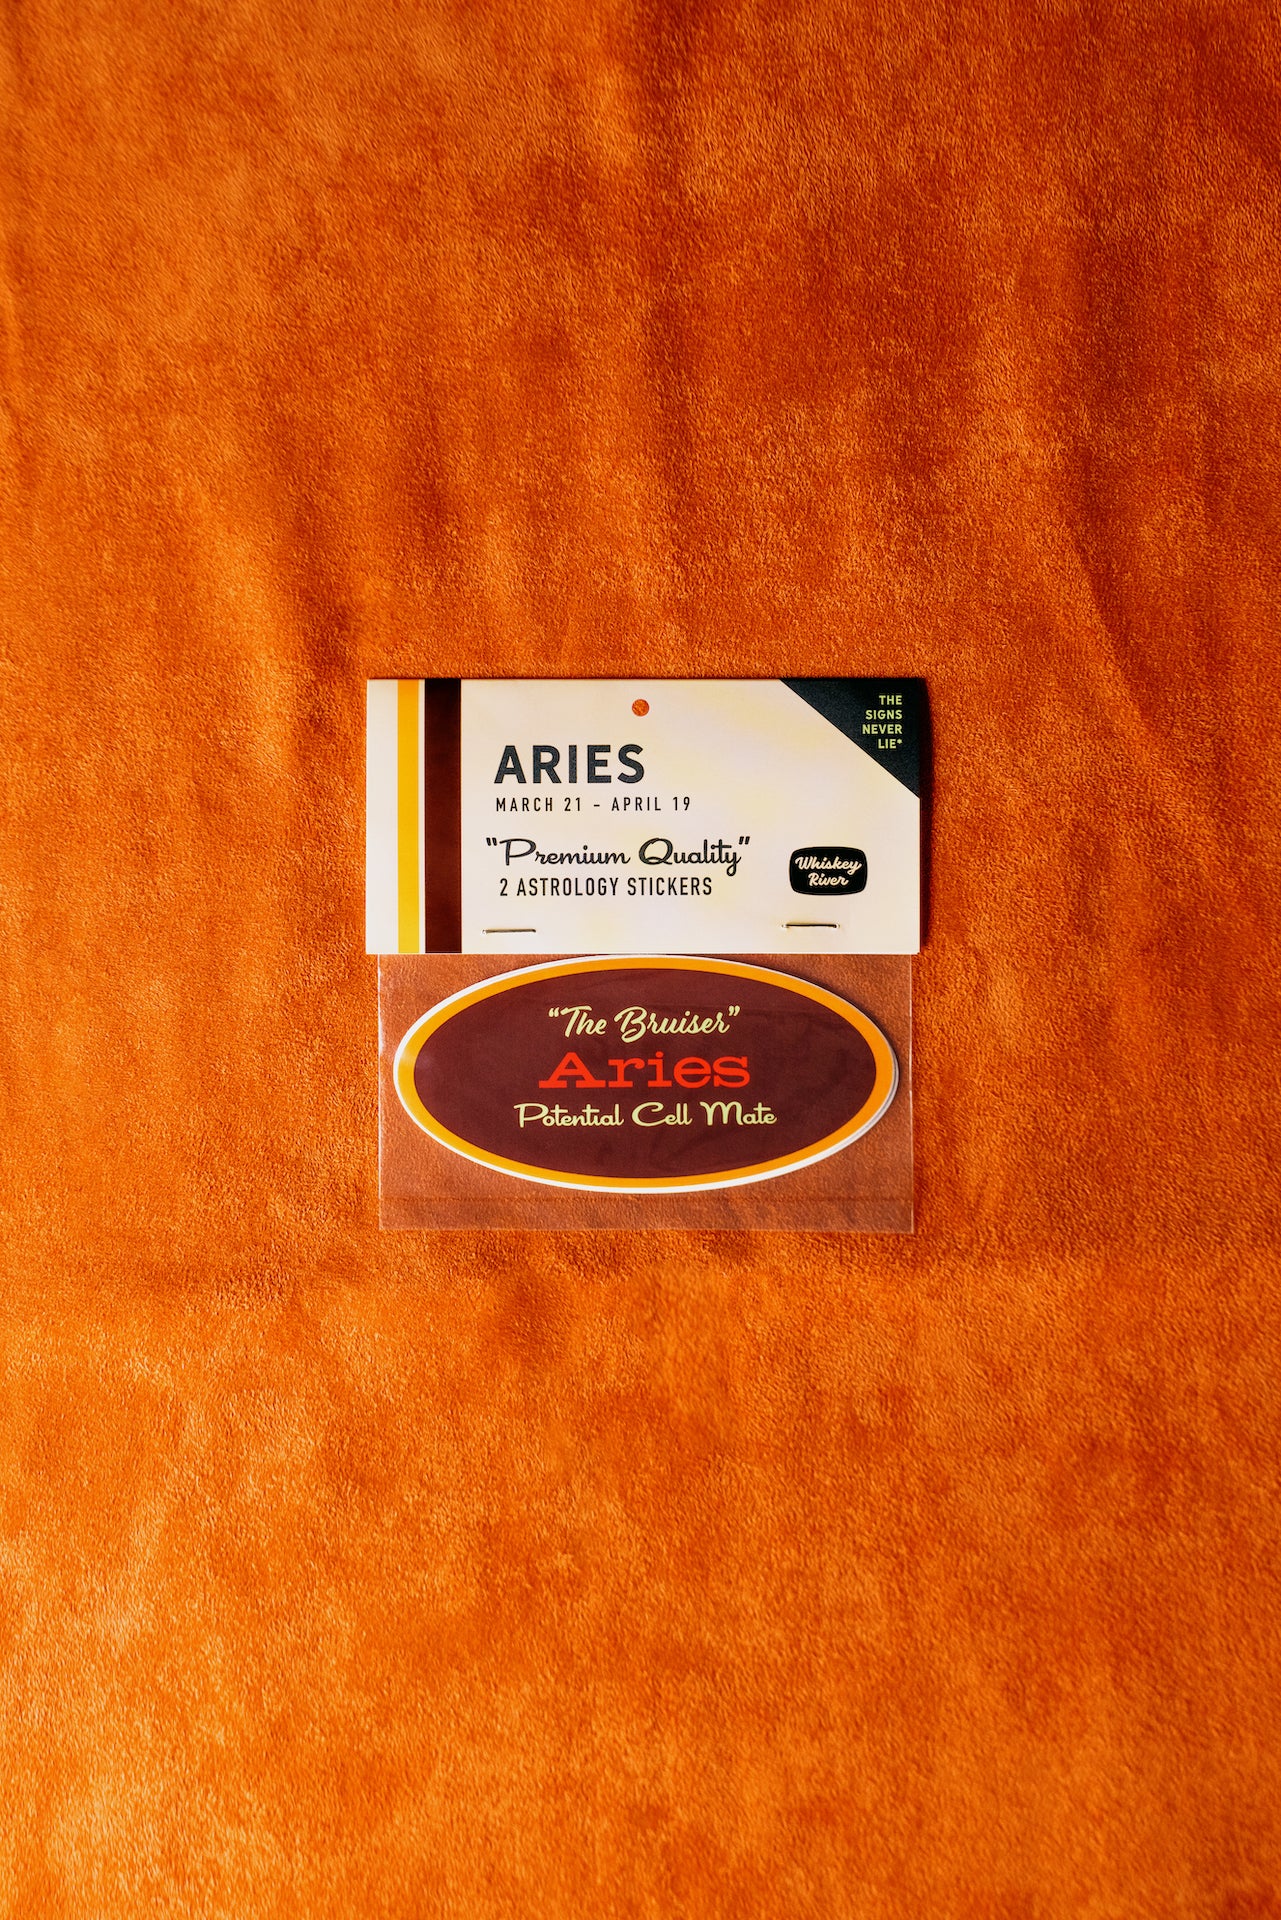 THE
SIGNS
NEVER
LIE*
ARIES
MARCH 21 - APRIL 19
"Premium Quality"
2 ASTROLOGY STICKERS
Whiskey
River
"The Bruiser"
Aries
Potential Cell Mate